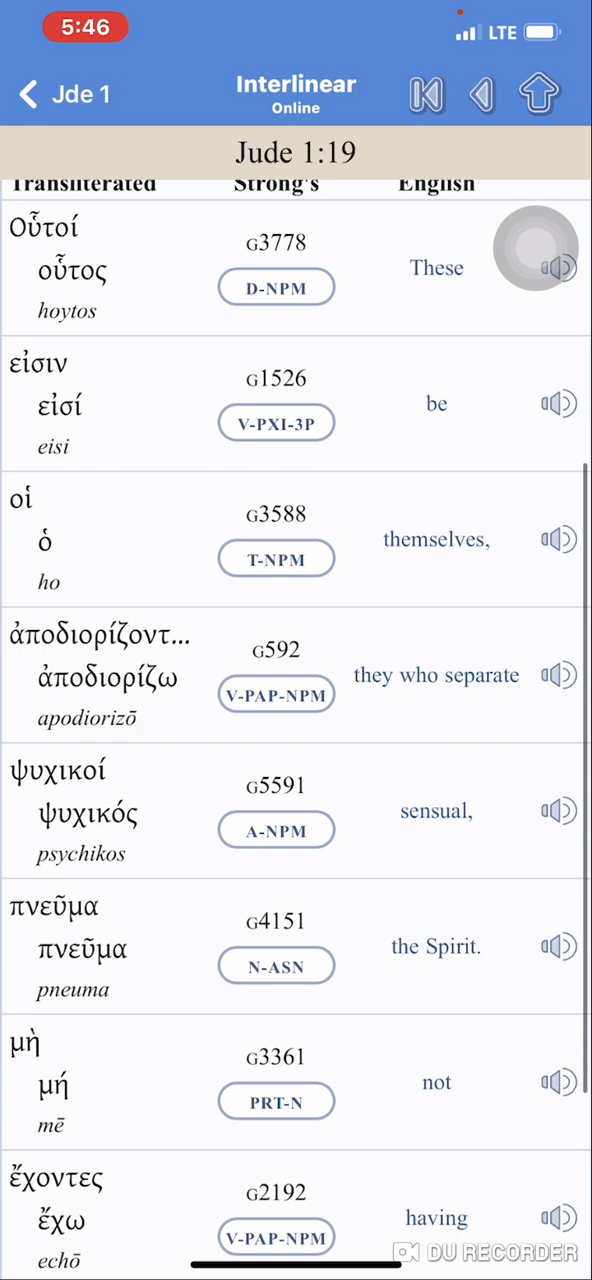 5:46
LTE
Jde 1
Interlinear
Online
Jude 1:19
Transliterated Strong's English
Οὗτοί
οὗτος
hoytos
G3778
D-NPM
These
εἰσιν
εἰσί
eisi
G1526
V-PXI-3P
be
οἱ
ὁ
ho
G3588
T-NPM
themselves,
ἀποδιορίζοντ...
ἀποδιορίζω
apodiorizō
G592
V-PAP-NPM
they who separate
ψυχικοί
ψυχικός
psychikos
G5591
A-NPM
sensual,
πνεῦμα
πνεῦμα
pneuma
G4151
N-ASN
the Spirit.
μὴ
μή
mē
G3361
PRT-N
not
ἔχοντες
ἔχω
echō
G2192
V-PAP-NPM
having
DU RECORDER